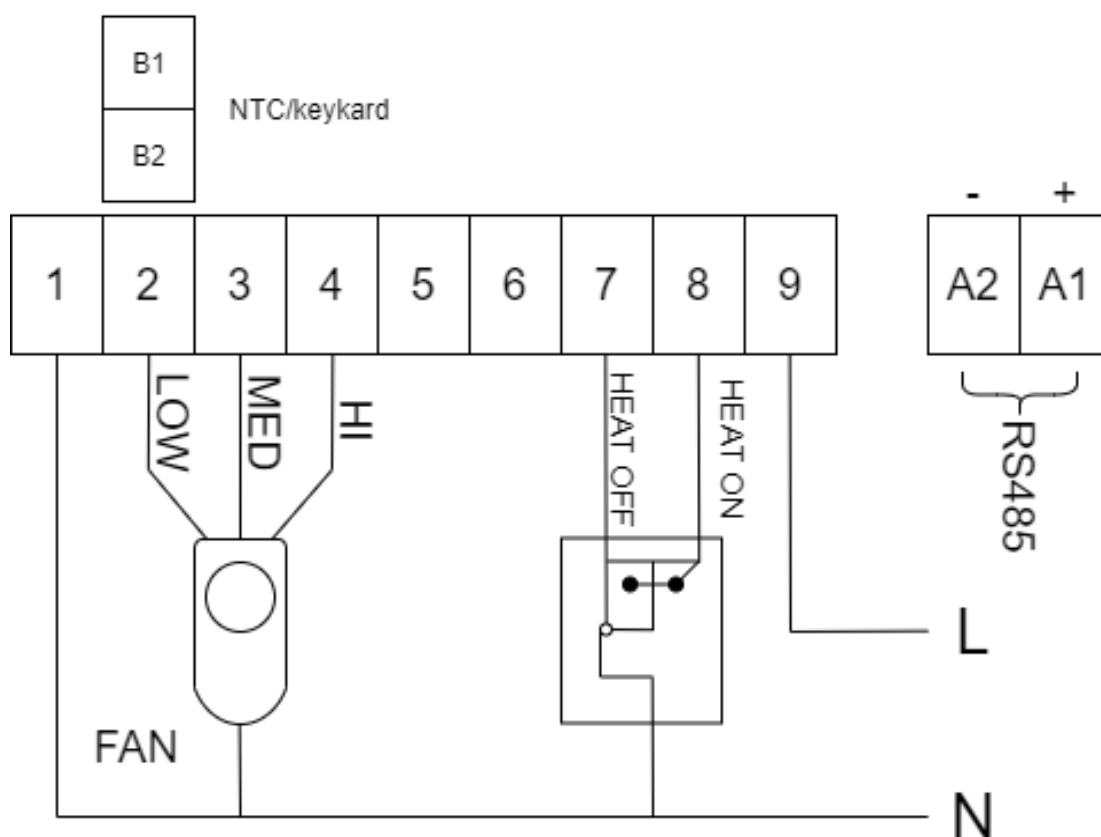 B1
NTC/keykard
B2
- +
1 2 3 4 5 6 7 8 9 A2 A1
LOW
MED
HI
HEAT OFF
HEAT ON
RS485
L
FAN
N